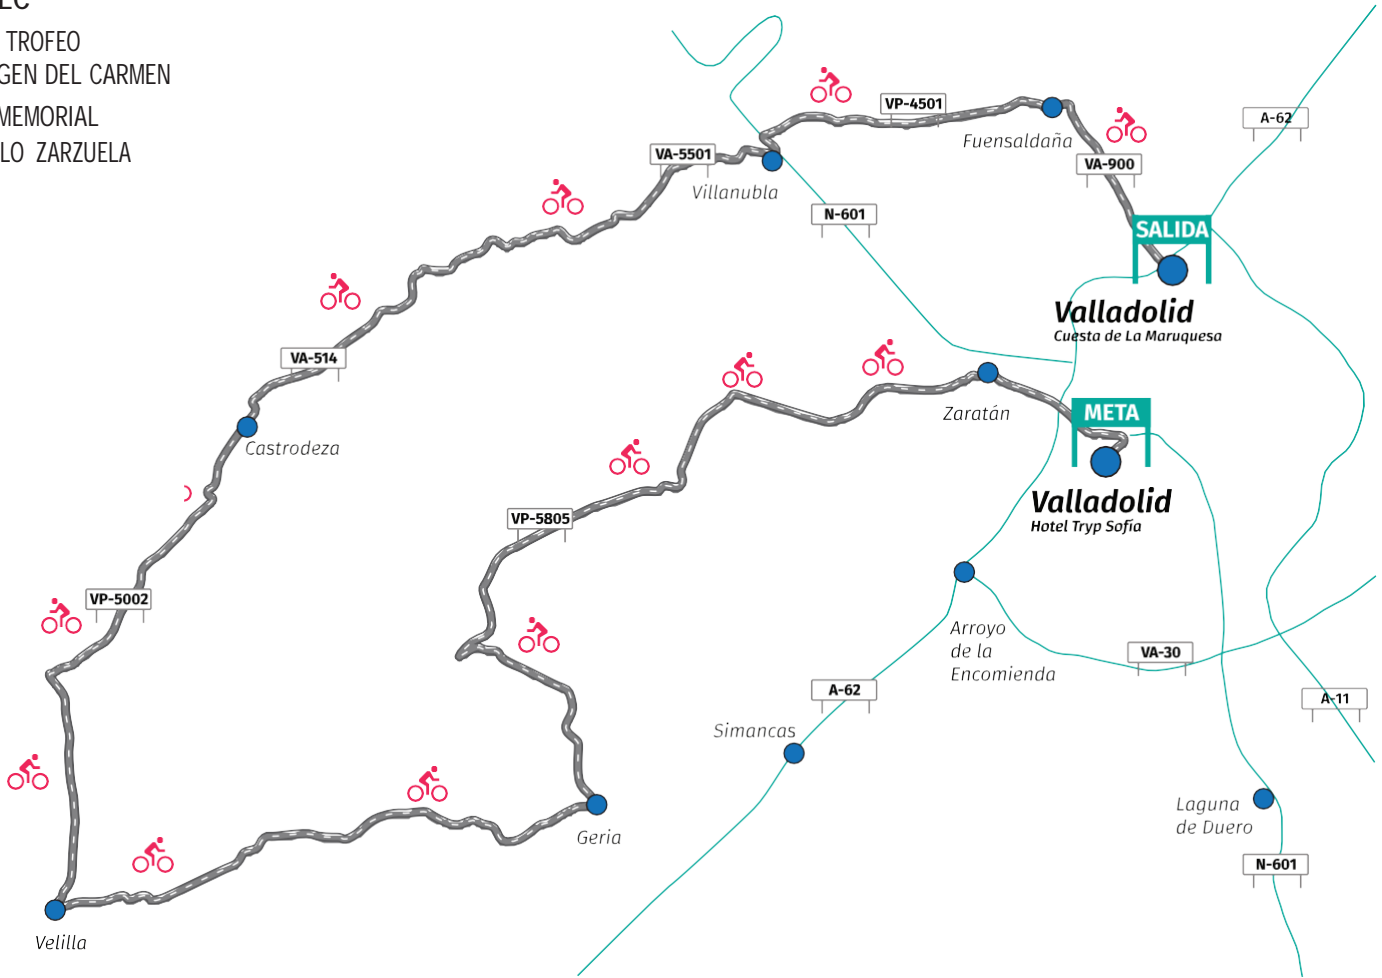 TROFEO
GEN DEL CARMEN
MEMORIAL
LO ZARZUELA
VP-4501
Fuensaldaña
A-62
VA-900
VA-5501
Villanubla
N-601
SALIDA
Valladolid
Cuesta de La Maruquesa
VA-514
Zaratán
META
Castrodeza
Valladolid
Hotel Tryp Sofía
VP-5805
VP-5002
Arroyo
de la
Encomienda
VA-30
A-62
A-11
Simancas
Laguna
de Duero
Geria
N-601
Velilla